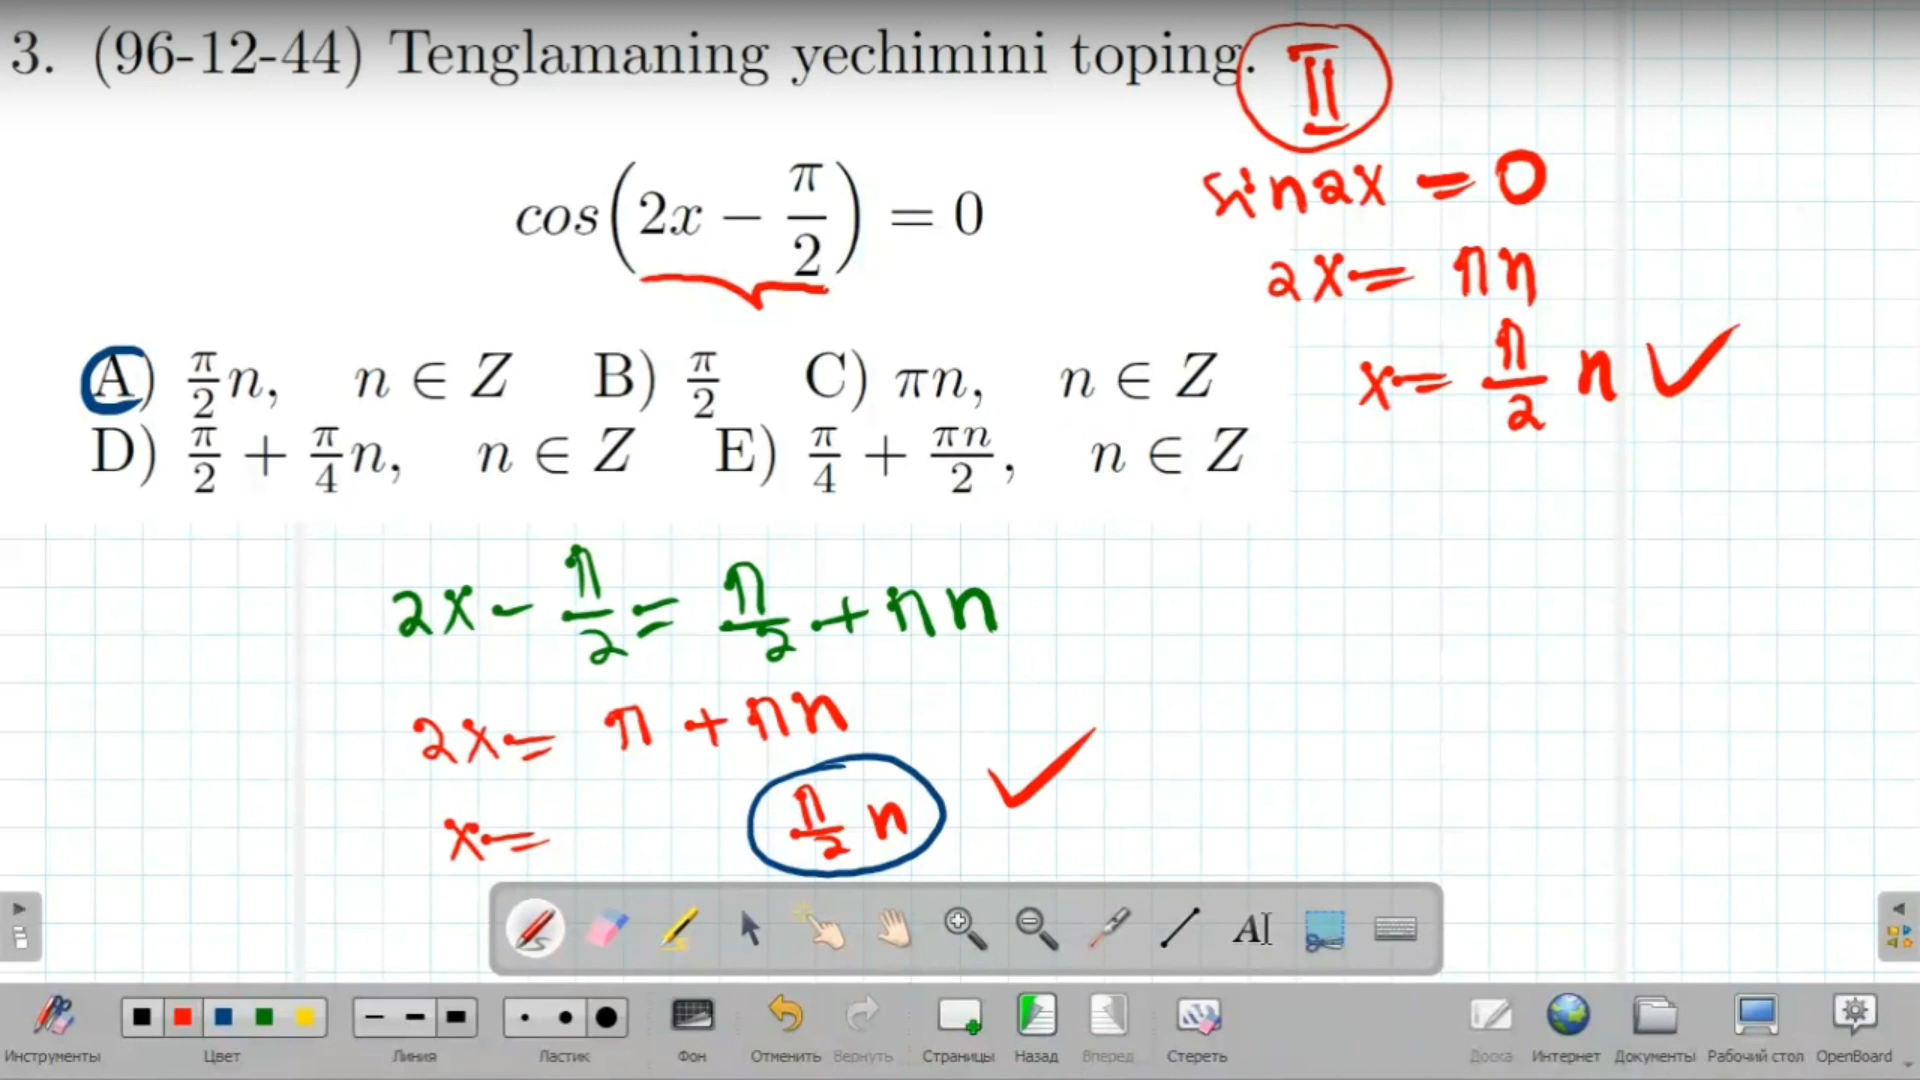 3. (96-12-44) Tenglamaning yechimini toping.
II
cos(2x − π/2) = 0
sin2x = 0
2x = πn
x = π/2 n
A) π/2 n, n ∈ Z B) π/2 C) πn, n ∈ Z
D) π/2 + π/4 n, n ∈ Z E) π/4 + πn/2, n ∈ Z
2x − π/2 = π/2 + πn
2x = π + πn
x = π/2 n
AI
Инструменты Цвет Линия Ластик Фон Отменить Вернуть Страницы Назад Вперед Стереть Доска Интернет Документы Рабочий стол OpenBoard